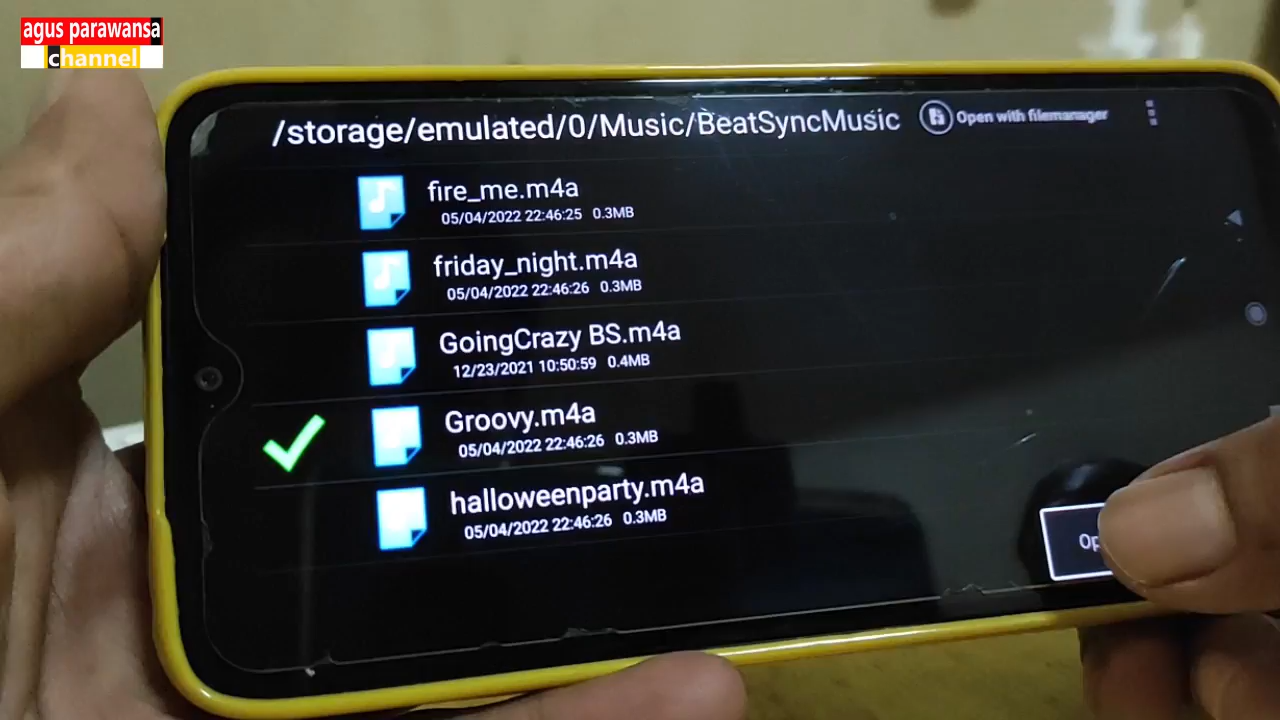 agus parawansa
channel
/storage/emulated/0/Music/BeatSyncMusic
Open with filemanager
fire_me.m4a
05/04/2022 22:46:25 0.3MB
friday_night.m4a
05/04/2022 22:46:26 0.3MB
GoingCrazy BS.m4a
12/23/2021 10:50:59 0.4MB
Groovy.m4a
05/04/2022 22:46:26 0.3MB
halloweenparty.m4a
05/04/2022 22:46:26 0.3MB